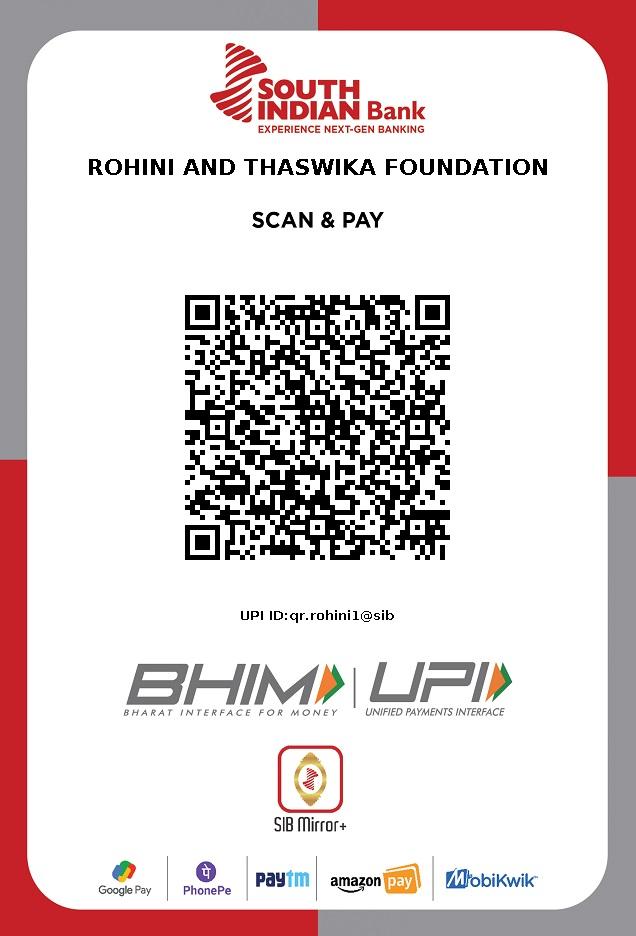 SOUTH
INDIAN Bank
EXPERIENCE NEXT-GEN BANKING
ROHINI AND THASWIKA FOUNDATION
SCAN & PAY
UPI ID:qr.rohini1@sib
BHIM | UPI
BHARAT INTERFACE FOR MONEY UNIFIED PAYMENTS INTERFACE
SIB Mirror+
Google Pay PhonePe paytm amazon pay MobiKwik